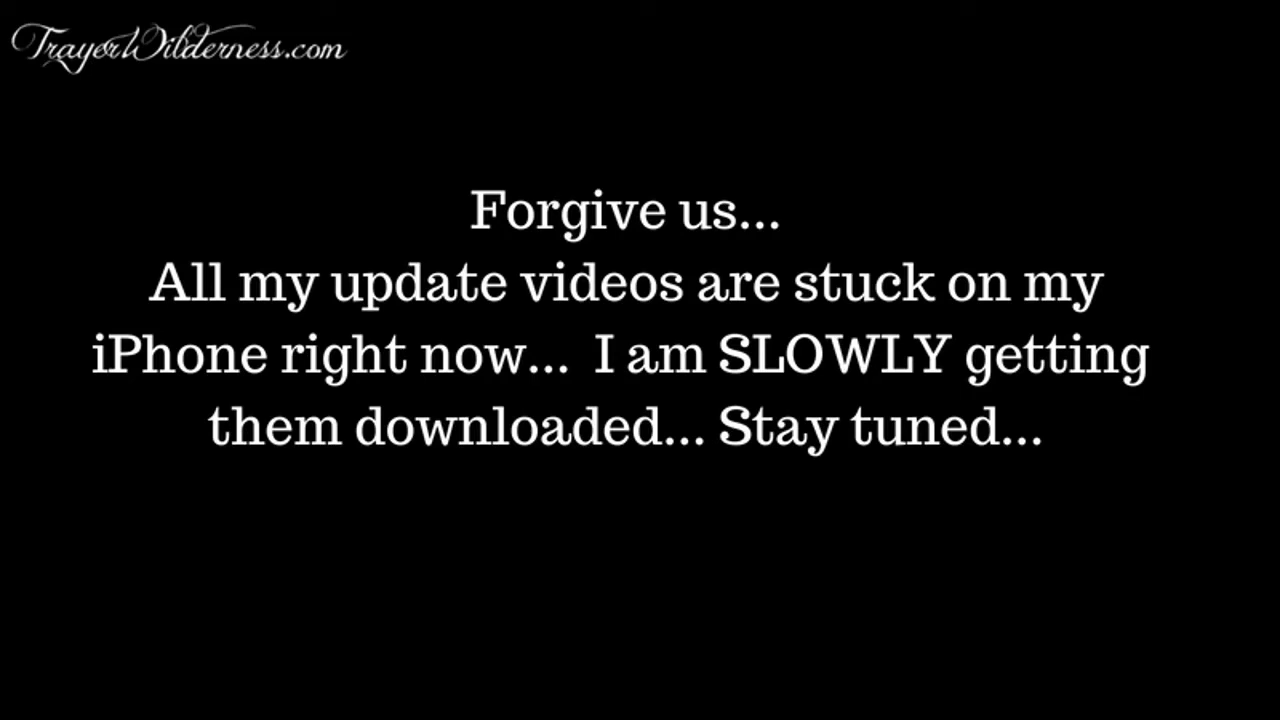 TrayerWilderness.com
Forgive us...
All my update videos are stuck on my
iPhone right now... I am SLOWLY getting
them downloaded... Stay tuned...